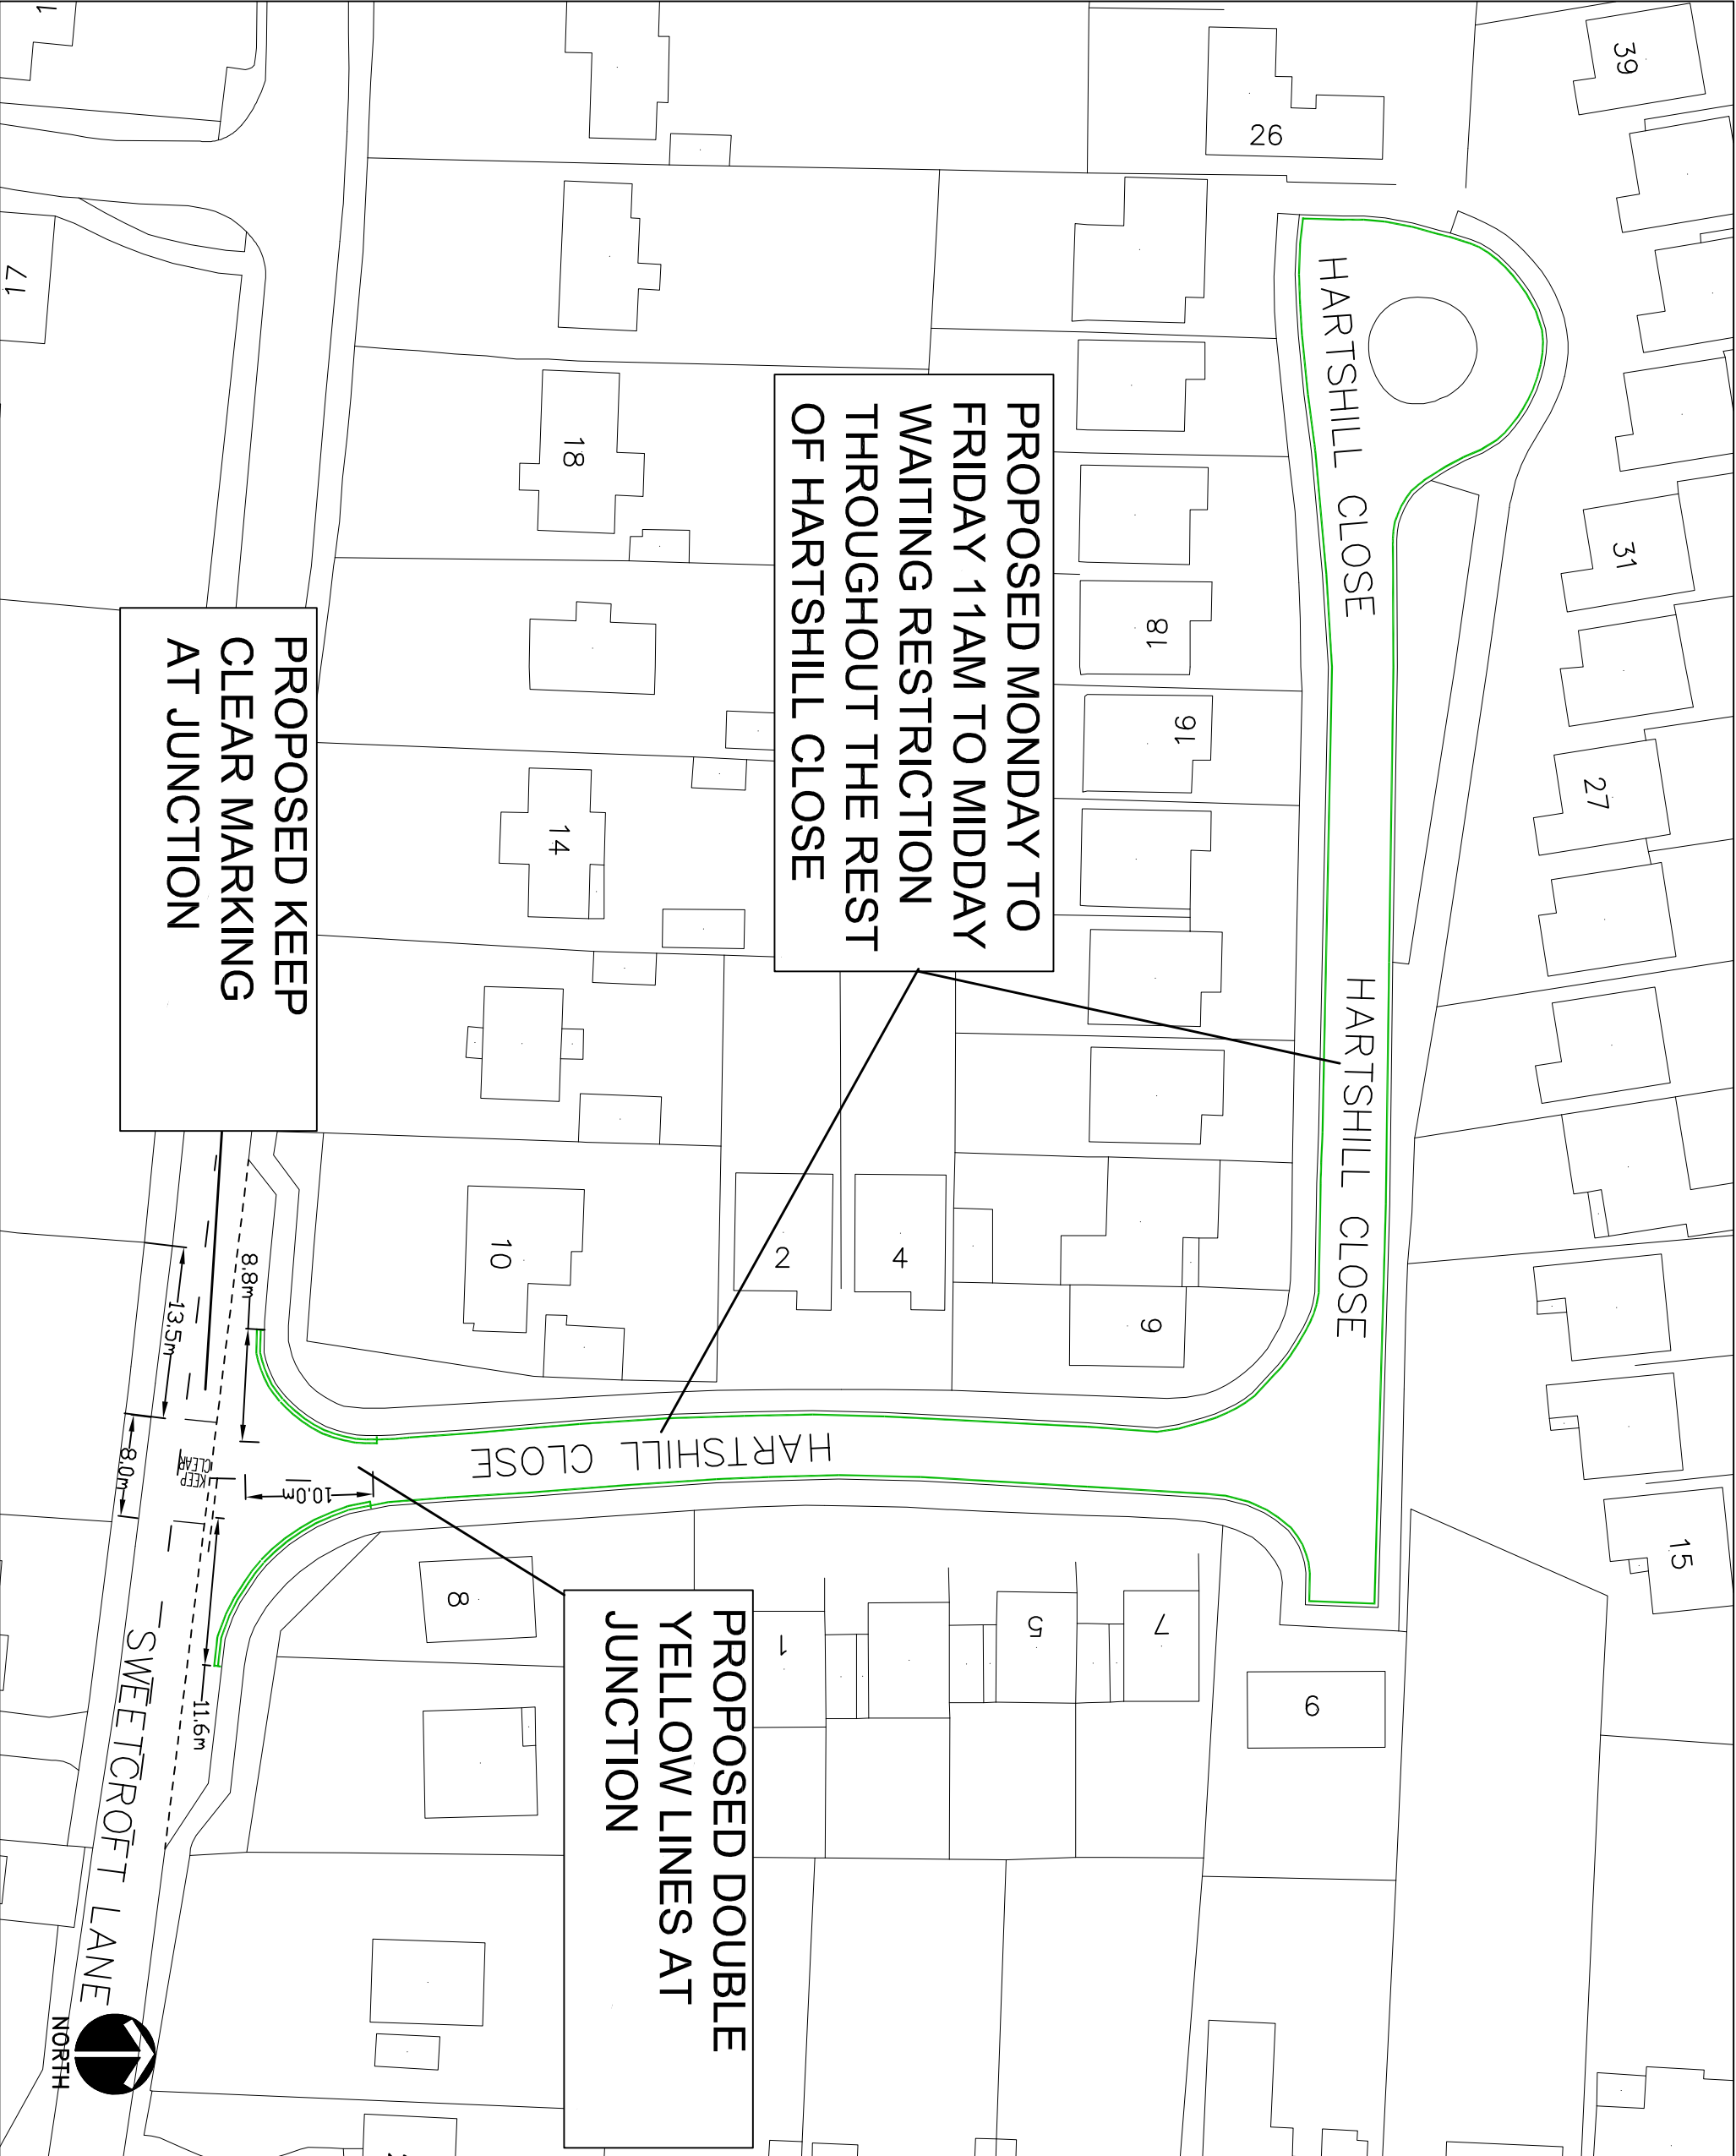 39
31
27
15
26
HARTSHILL CLOSE
HARTSHILL CLOSE
HARTSHILL CLOSE
PROPOSED MONDAY TO
FRIDAY 11AM TO MIDDAY
WAITING RESTRICTION
THROUGHOUT THE REST
OF HARTSHILL CLOSE
18
16
9
2
4
18
14
10
8
1
5
7
9
PROPOSED KEEP
CLEAR MARKING
AT JUNCTION
PROPOSED DOUBLE
YELLOW LINES AT
JUNCTION
8.8m
13.5m
8.0m
10.0m
11.6m
KEEP
CLEAR
SWEETCROFT LANE
NORTH
17
1